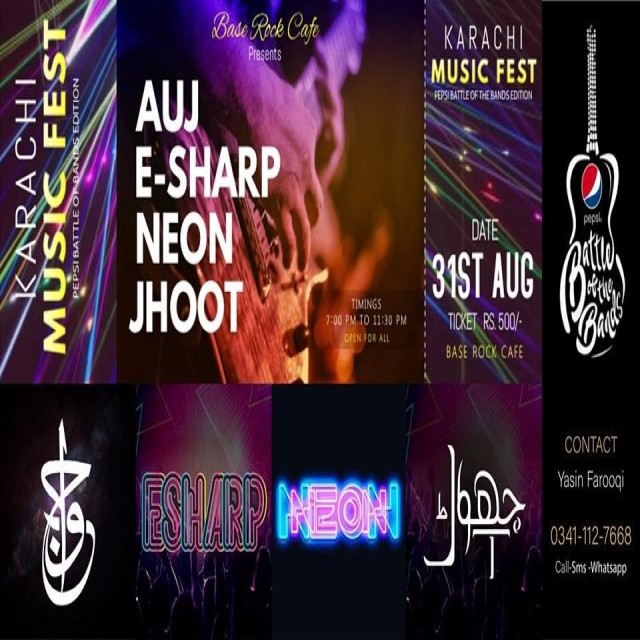 KARACHI
MUSIC FEST
PEPSI BATTLE OF BANDS EDITION
Base Rock Cafe
Presents
AUJ
E-SHARP
NEON
JHOOT
TIMINGS
7:00 PM TO 11:30 PM
OPEN FOR ALL
KARACHI
MUSIC FEST
PEPSI BATTLE OF THE BANDS EDITION
DATE
31ST AUG
TICKET RS. 500/-
BASE ROCK CAFE
pepsi
Battle
of the
Bands
اوج
ESHARP
NEON
جھوٹ
CONTACT
Yasin Farooqi
0341-112-7668
Call-Sms -Whatsapp